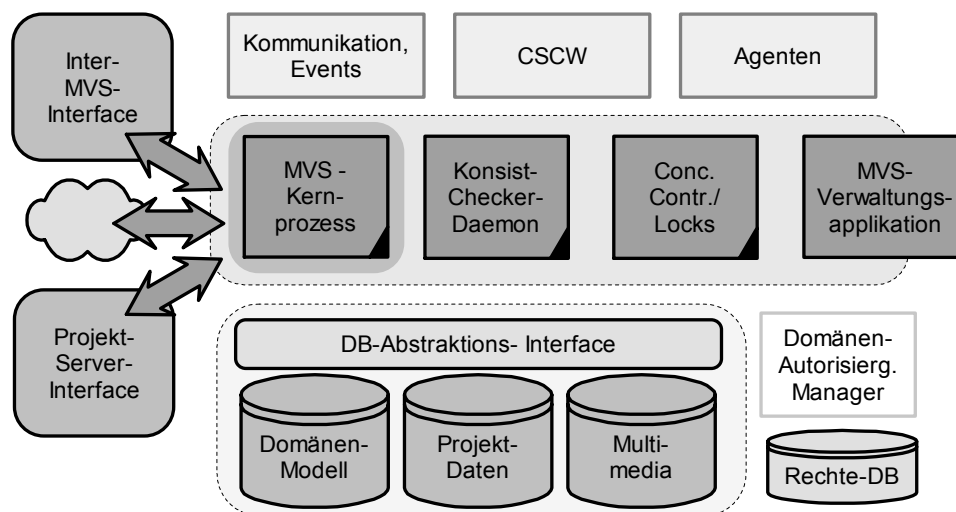 Inter-
MVS-
Interface
Kommunikation,
Events
CSCW
Agenten
MVS -
Kern-
prozess
Konsist-
Checker-
Daemon
Conc.
Contr./
Locks
MVS-
Verwaltungs-
applikation
Projekt-
Server-
Interface
DB-Abstraktions- Interface
Domänen-
Modell
Projekt-
Daten
Multi-
media
Domänen-
Autorisierg.
Manager
Rechte-DB